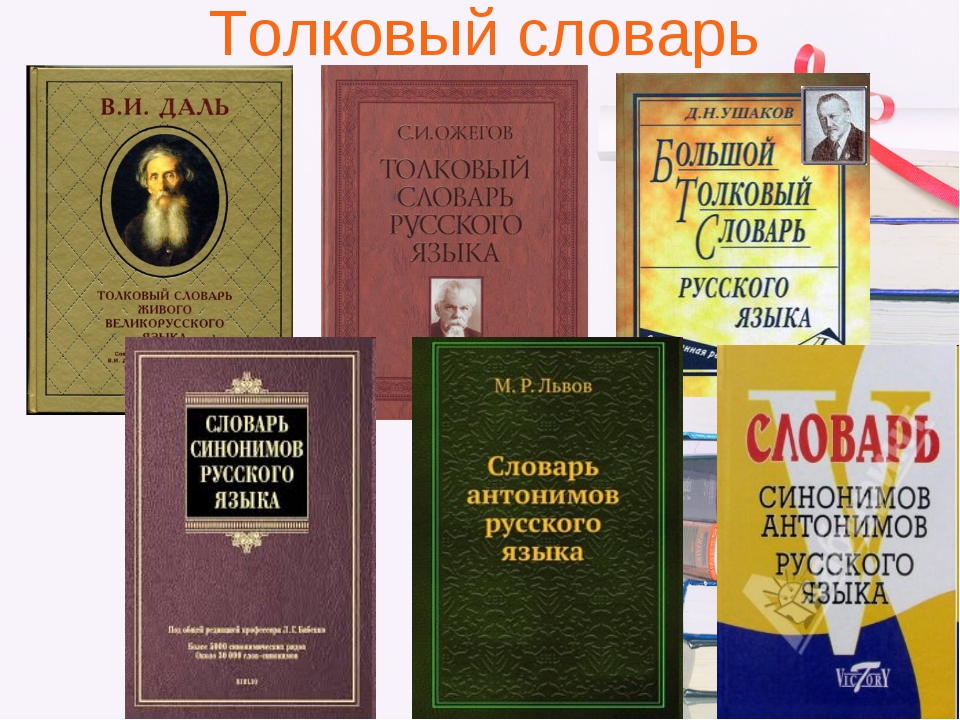 Толковый словарь
В.И. ДАЛЬ
ТОЛКОВЫЙ СЛОВАРЬ
ЖИВОГО
ВЕЛИКОРУССКОГО
ЯЗЫКА
С.И.ОЖЕГОВ
ТОЛКОВЫЙ
СЛОВАРЬ
РУССКОГО
ЯЗЫКА
Д.Н.УШАКОВ
БОЛЬШОЙ
ТОЛКОВЫЙ
СЛОВАРЬ
РУССКОГО
ЯЗЫКА
СЛОВАРЬ
СИНОНИМОВ
РУССКОГО
ЯЗЫКА
Под общей редакцией профессора Л. Г. Бабенко
Более 5000 синонимических рядов
Около 30 000 слов-синонимов
М. Р. Львов
Словарь
антонимов
русского
языка
СЛОВАРЬ
СИНОНИМОВ
АНТОНИМОВ
РУССКОГО
ЯЗЫКА
VICTORY